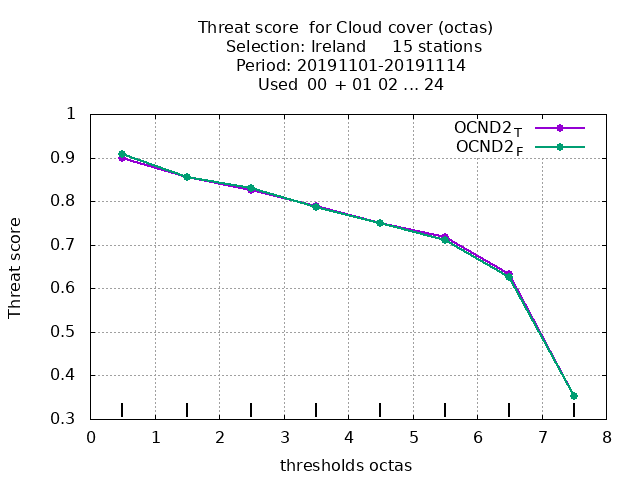 Threat score for Cloud cover (octas)
Selection: Ireland 15 stations
Period: 20191101-20191114
Used 00 + 01 02 ... 24
OCND2T
OCND2F
1
0.9
0.8
0.7
0.6
0.5
0.4
0.3
Threat score
0 1 2 3 4 5 6 7 8
thresholds octas